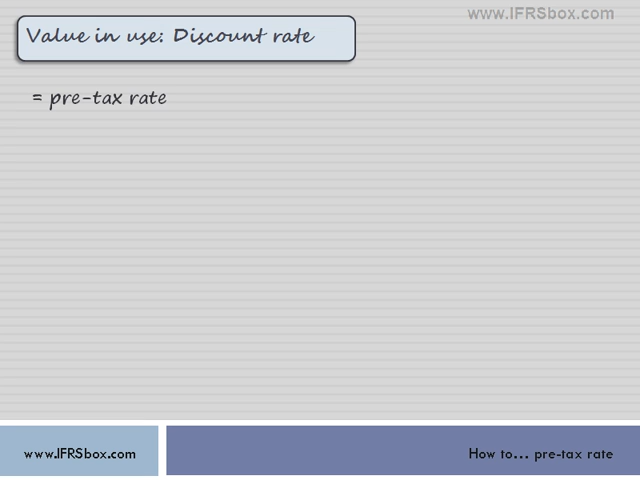 www.IFRSbox.com
Value in use: Discount rate
= pre-tax rate
www.IFRSbox.com
How to... pre-tax rate